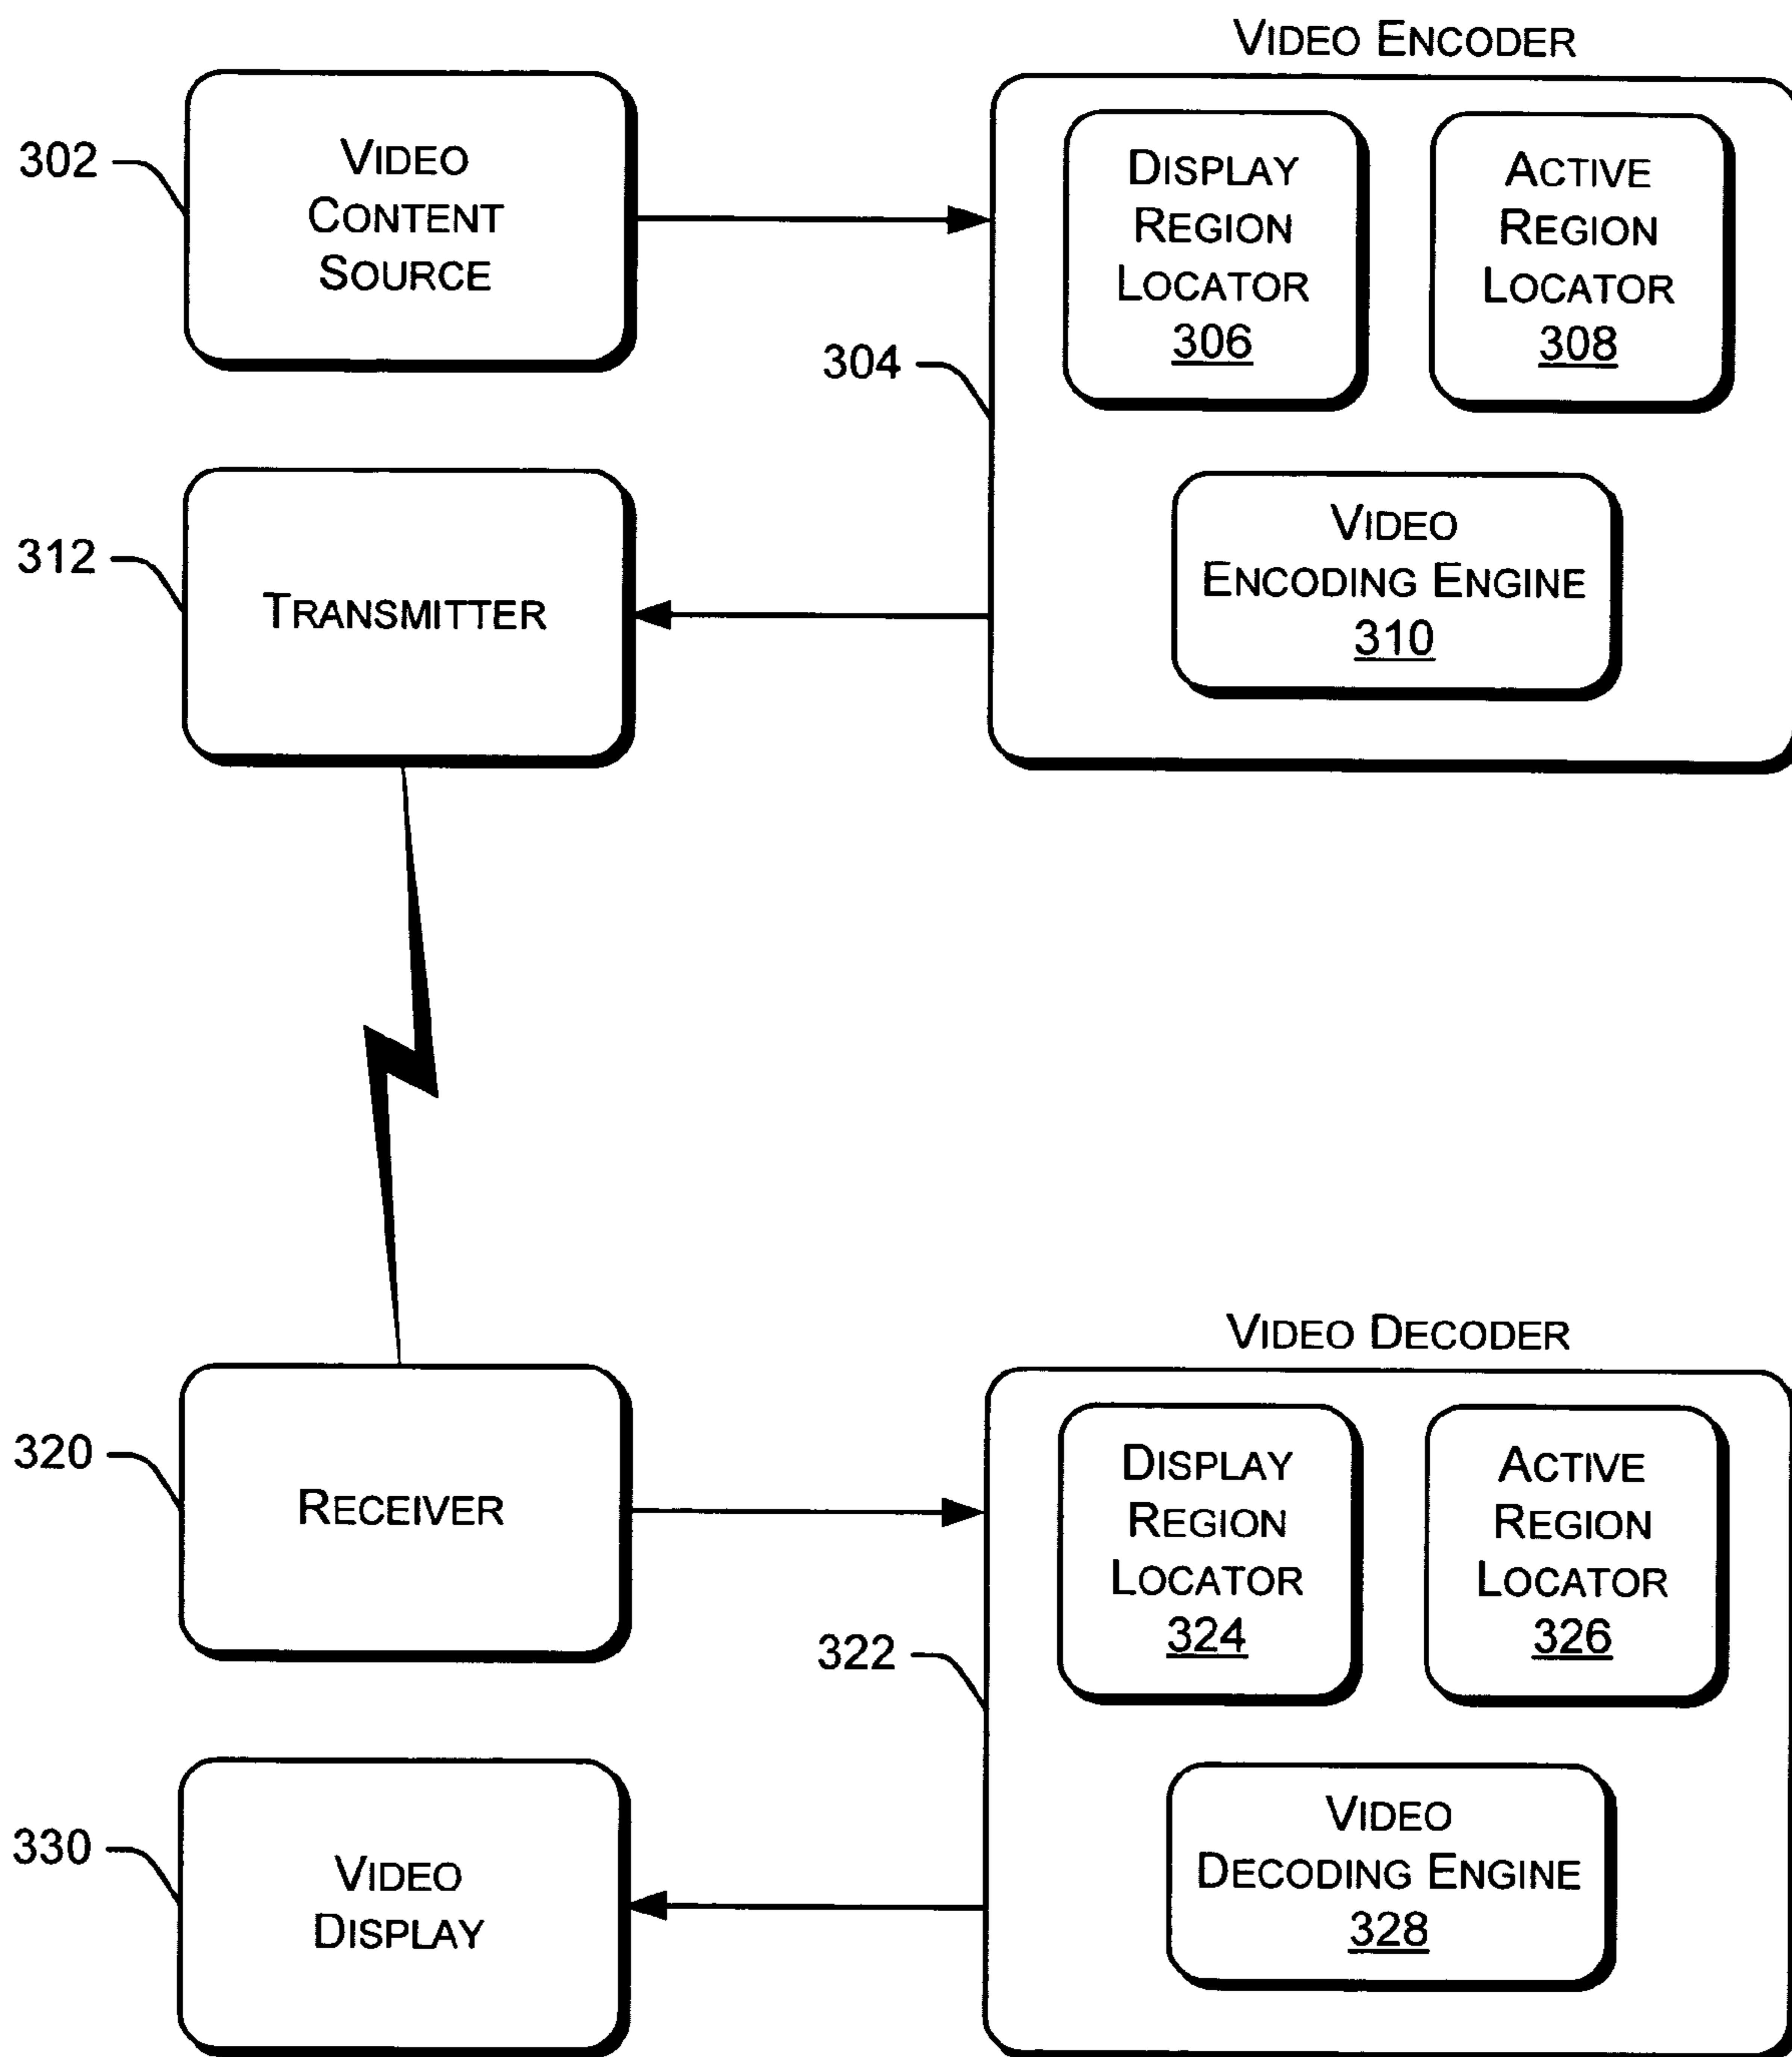 VIDEO ENCODER
302
VIDEO
CONTENT
SOURCE
304
DISPLAY
REGION
LOCATOR
306
ACTIVE
REGION
LOCATOR
308
VIDEO
ENCODING ENGINE
310
312
TRANSMITTER
VIDEO DECODER
320
RECEIVER
322
DISPLAY
REGION
LOCATOR
324
ACTIVE
REGION
LOCATOR
326
VIDEO
DECODING ENGINE
328
330
VIDEO
DISPLAY